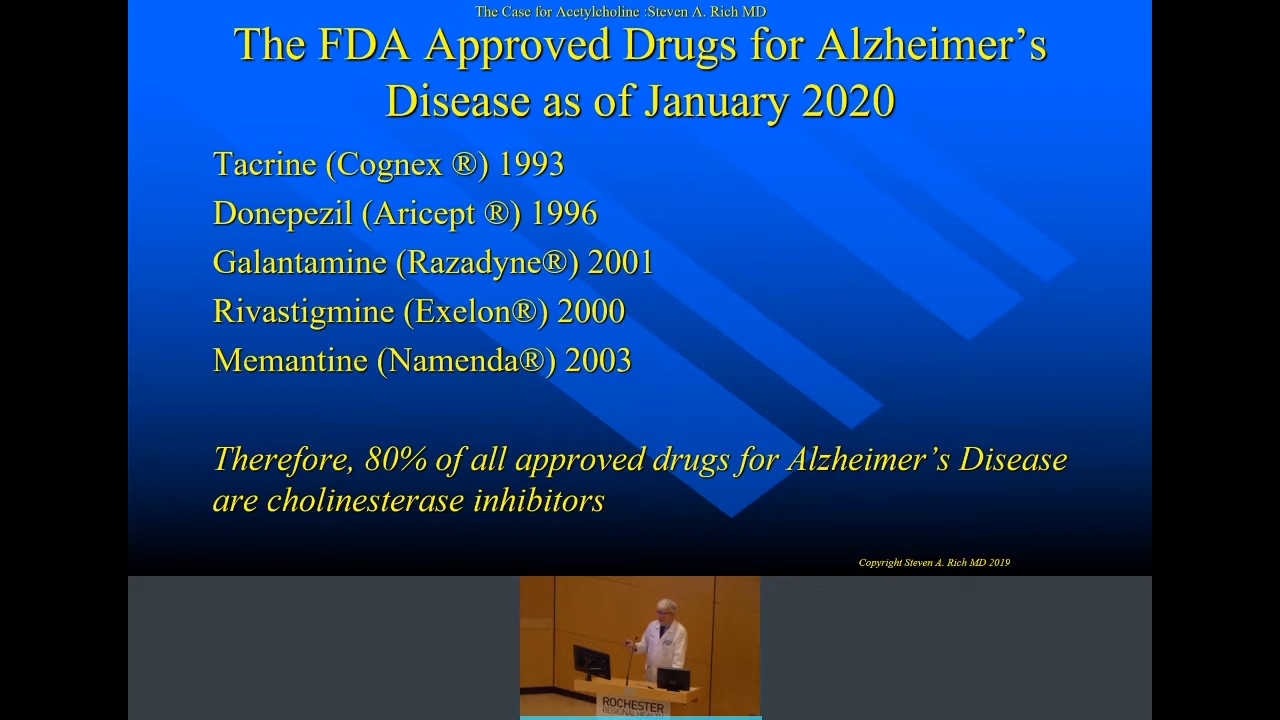 The Case for Acetylcholine :Steven A. Rich MD
The FDA Approved Drugs for Alzheimer’s
Disease as of January 2020
Tacrine (Cognex ®) 1993
Donepezil (Aricept ®) 1996
Galantamine (Razadyne®) 2001
Rivastigmine (Exelon®) 2000
Memantine (Namenda®) 2003
Therefore, 80% of all approved drugs for Alzheimer’s Disease
are cholinesterase inhibitors
Copyright Steven A. Rich MD 2019
ROCHESTER
REGIONAL HEALTH